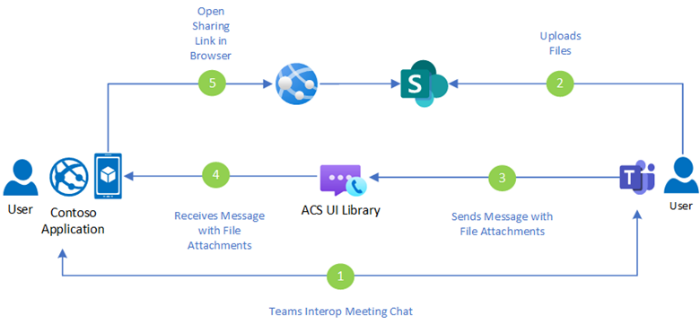 Open
Sharing
Link in
Browser
Uploads
Files
5
2
S
4
3
T
User
Contoso
Application
Receives Message
with File
Attachments
ACS UI Library
Sends Message with
File Attachments
User
1
Teams Interop Meeting Chat